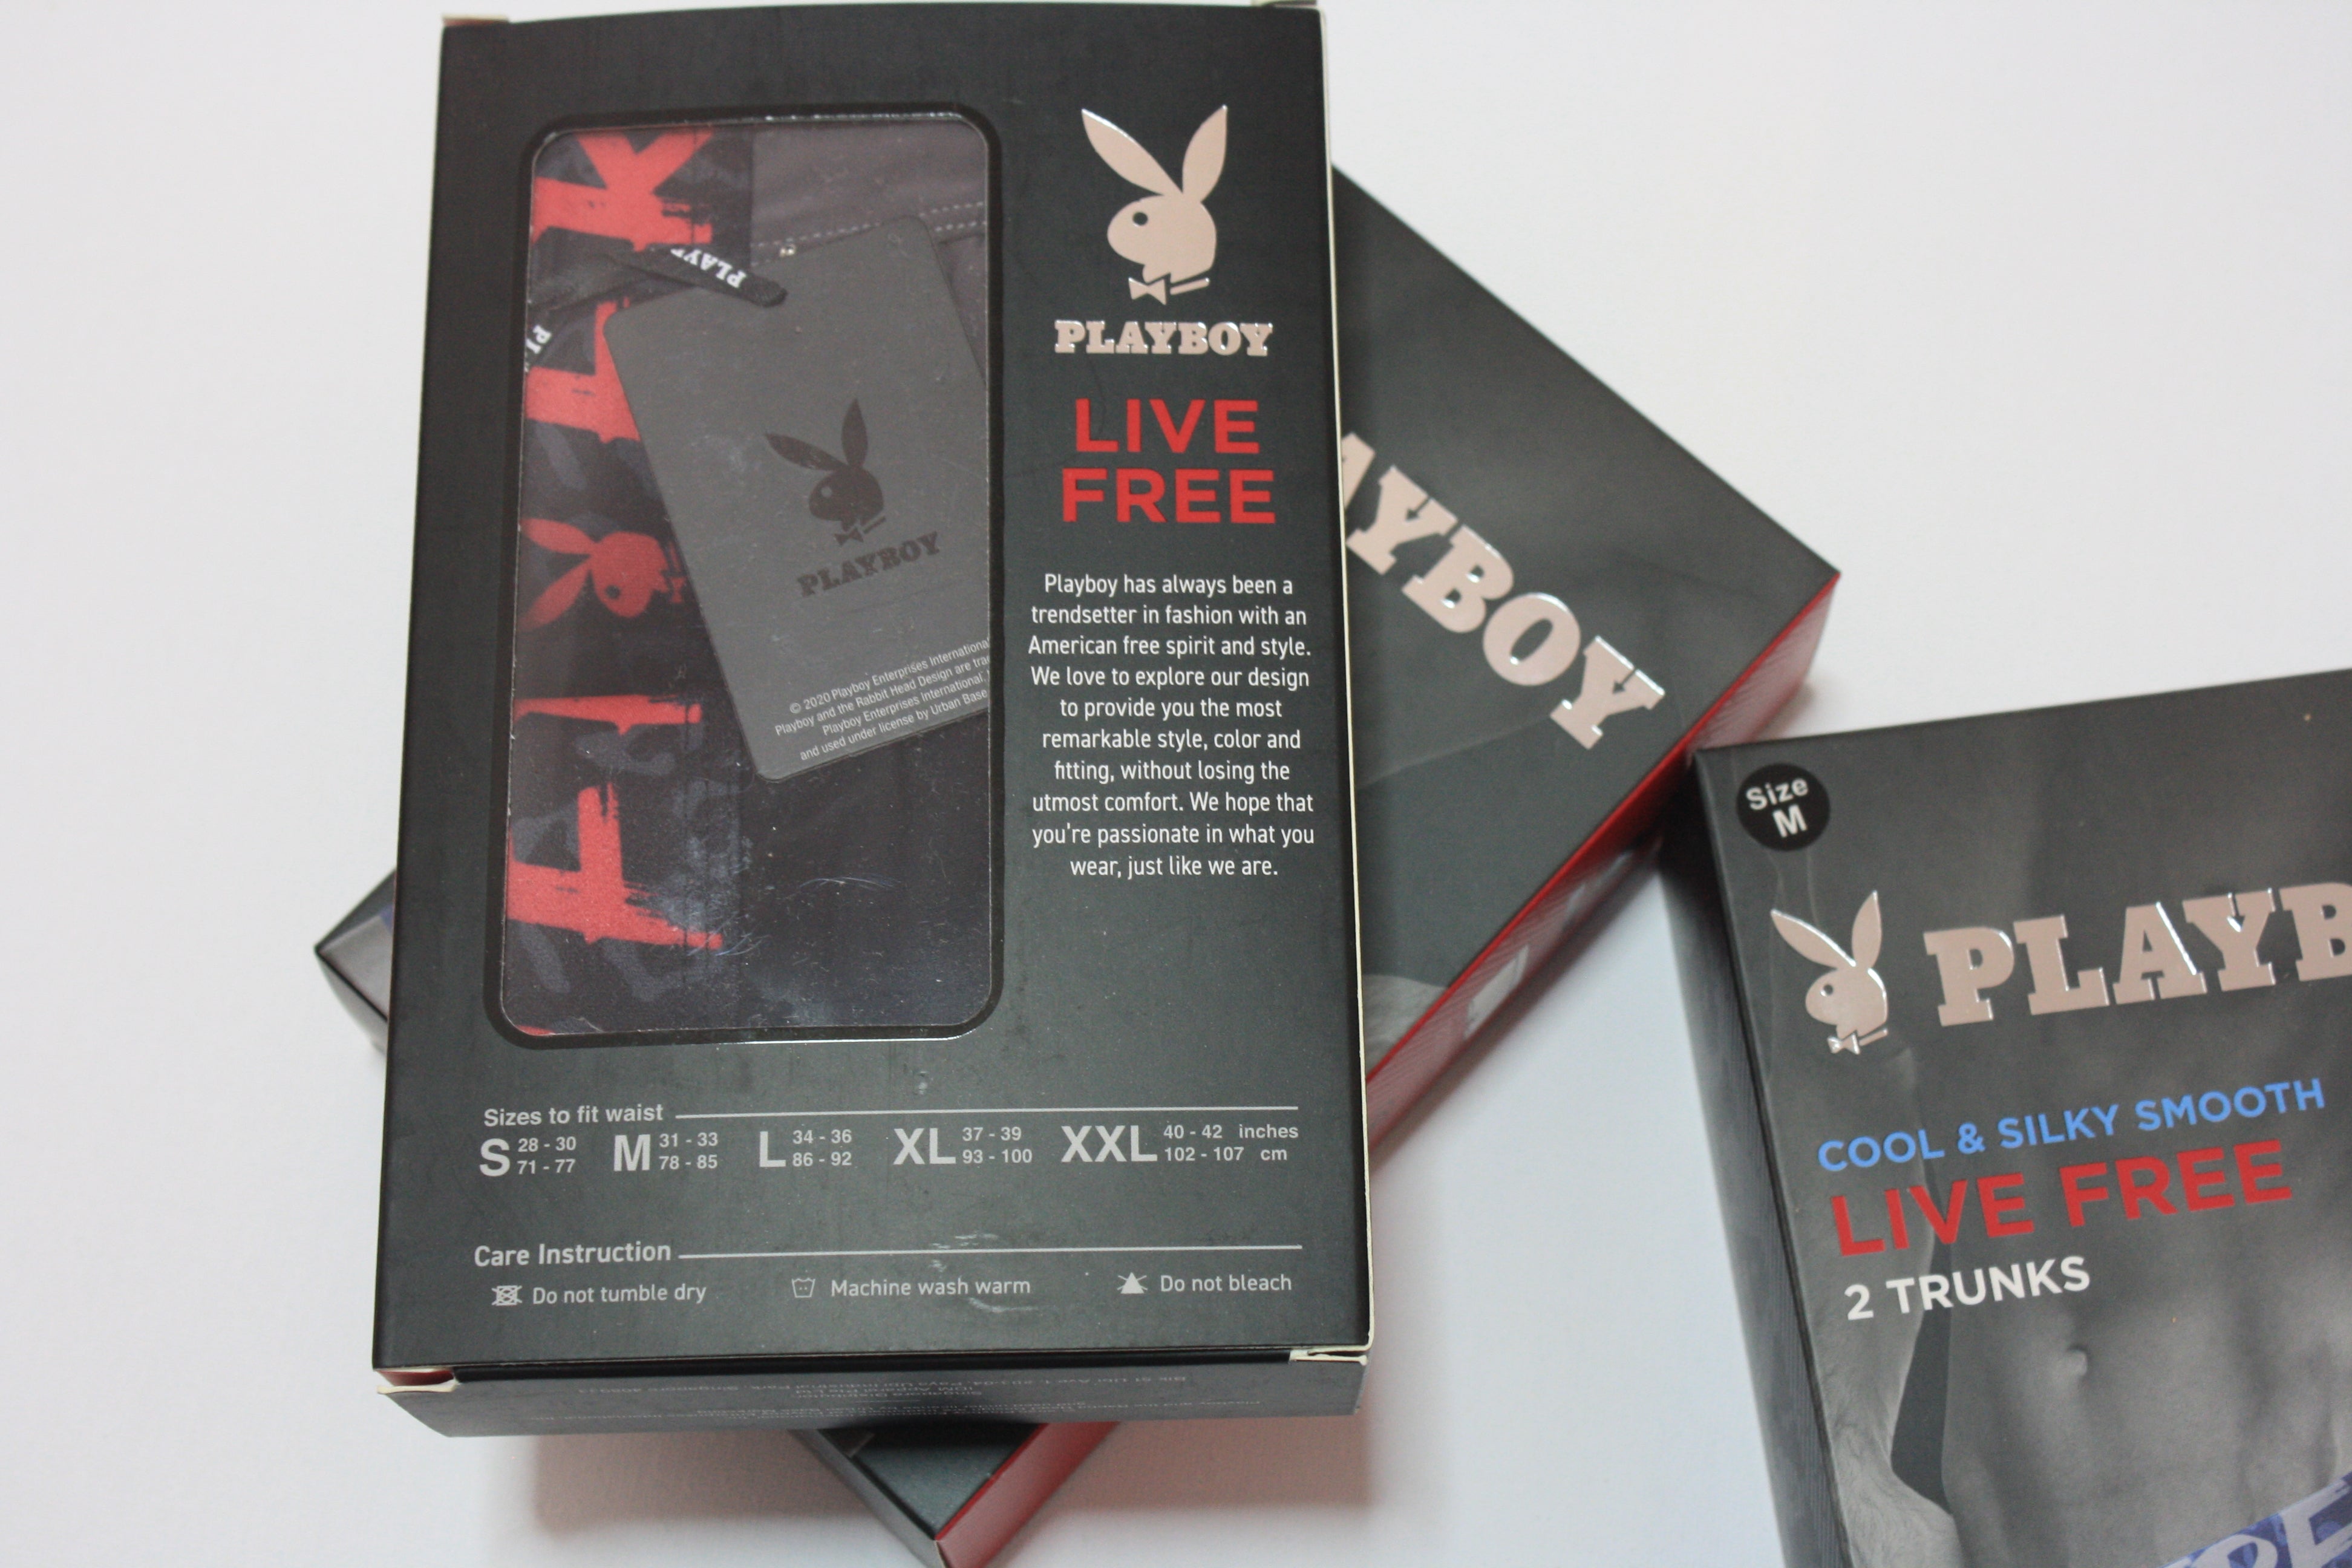 PLAYBOY
LIVE
FREE
Playboy has always been a
trendsetter in fashion with an
American free spirit and style.
We love to explore our design
to provide you the most
remarkable style, color and
fitting, without losing the
utmost comfort. We hope that
you're passionate in what you
wear, just like we are.
PLAYBOY
© 2020 Playboy Enterprises International
Playboy and the Rabbit Head Design are
Playboy Enterprises International,
and used under license by Urban Base
Sizes to fit waist
S 28 - 30 M 31 - 33 L 34 - 36 XL 37 - 39 XXL 40 - 42 inches
71 - 77 78 - 85 86 - 92 93 - 100 102 - 107 cm
Care Instruction
Do not tumble dry Machine wash warm Do not bleach
AYBOY
Size
M
PLAYB
COOL & SILKY SMOOTH
LIVE FREE
2 TRUNKS